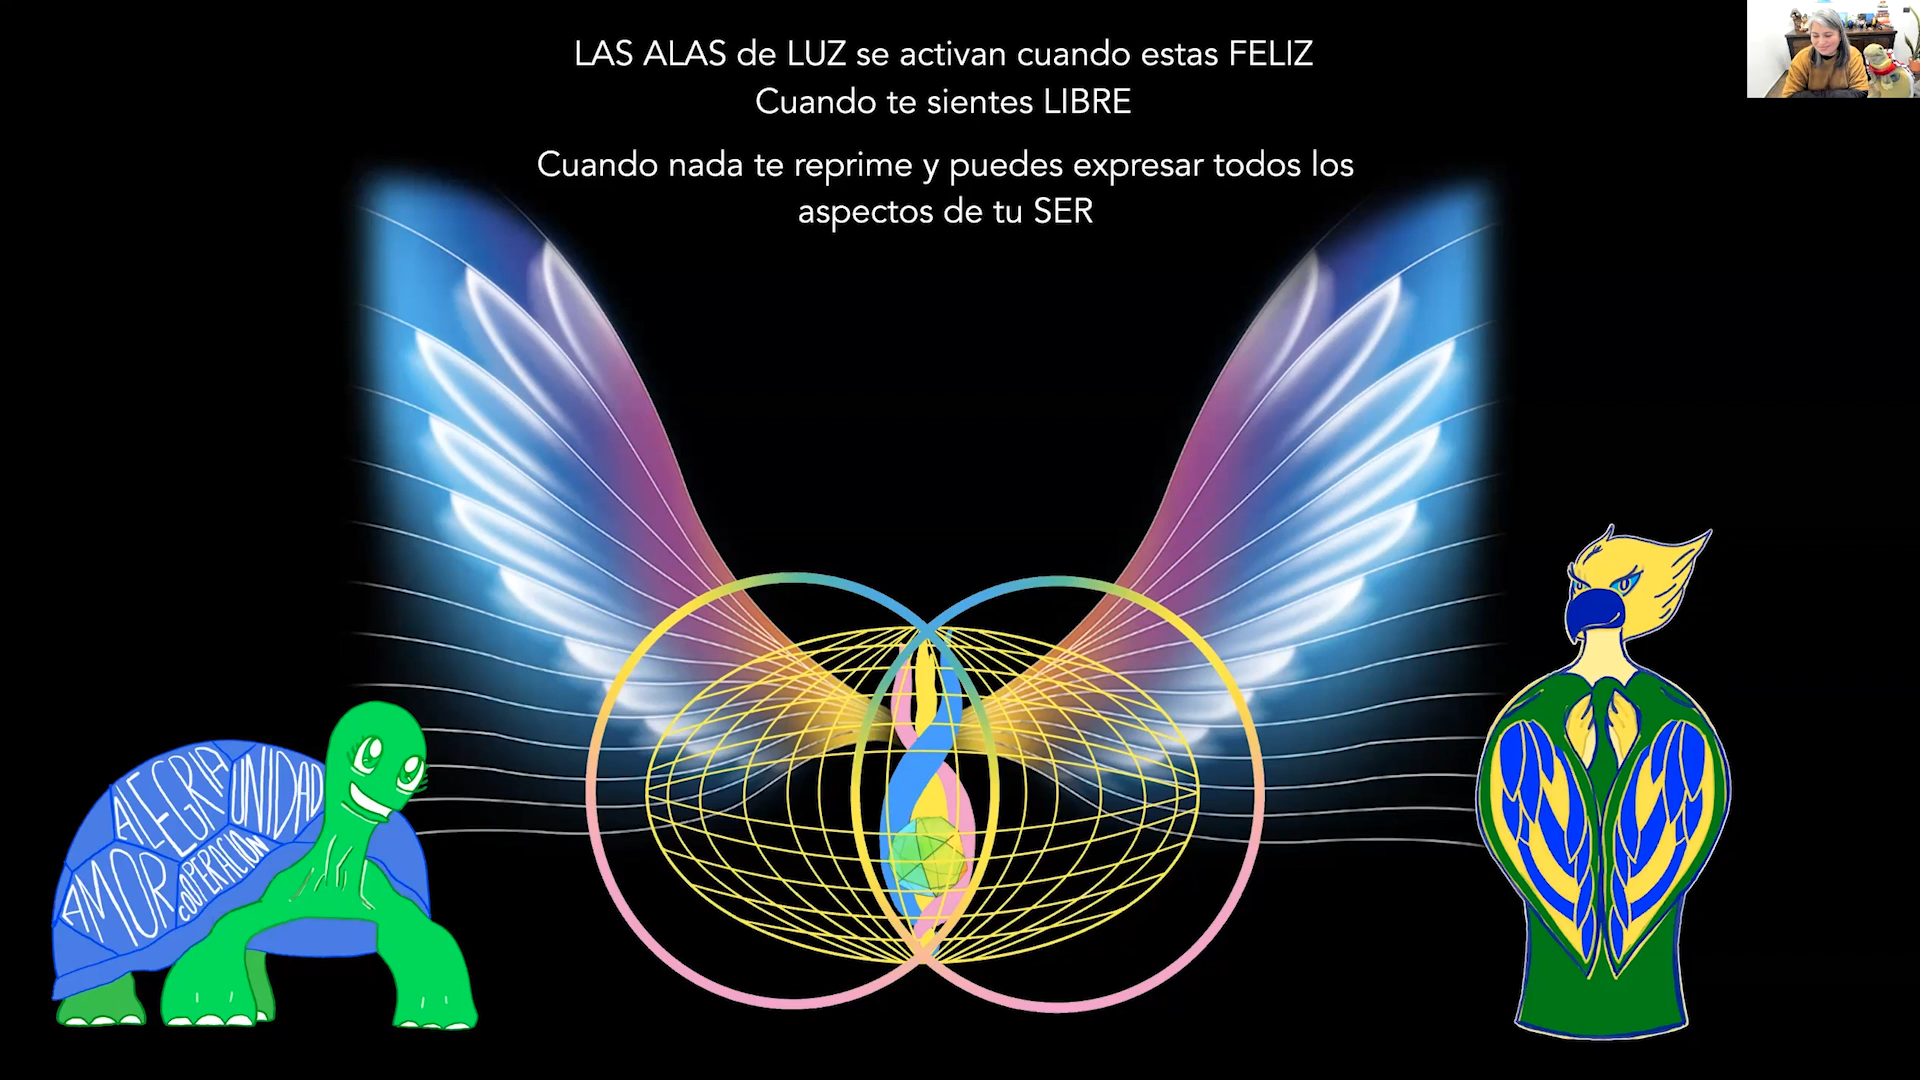 LAS ALAS de LUZ se activan cuando estas FELIZ
Cuando te sientes LIBRE
Cuando nada te reprime y puedes expresar todos los
aspectos de tu SER
ALEGRIA
UNIDAD
AMOR
COOPERACION